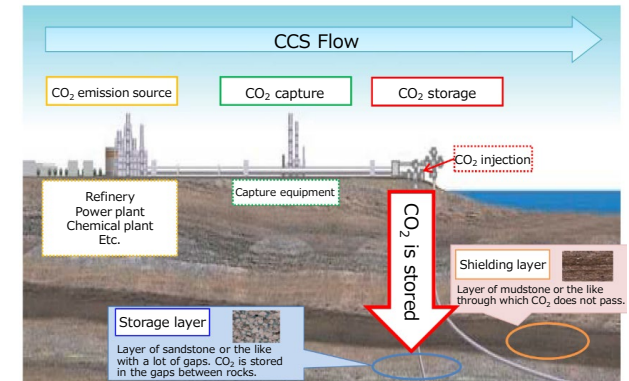 CCS Flow
CO₂ emission source
CO₂ capture
CO₂ storage
CO₂ injection
Refinery
Power plant
Chemical plant
Etc.
Capture equipment
CO₂ is stored
Shielding layer
Layer of mudstone or the like
through which CO₂ does not pass.
Storage layer
Layer of sandstone or the like
with a lot of gaps. CO₂ is stored
in the gaps between rocks.